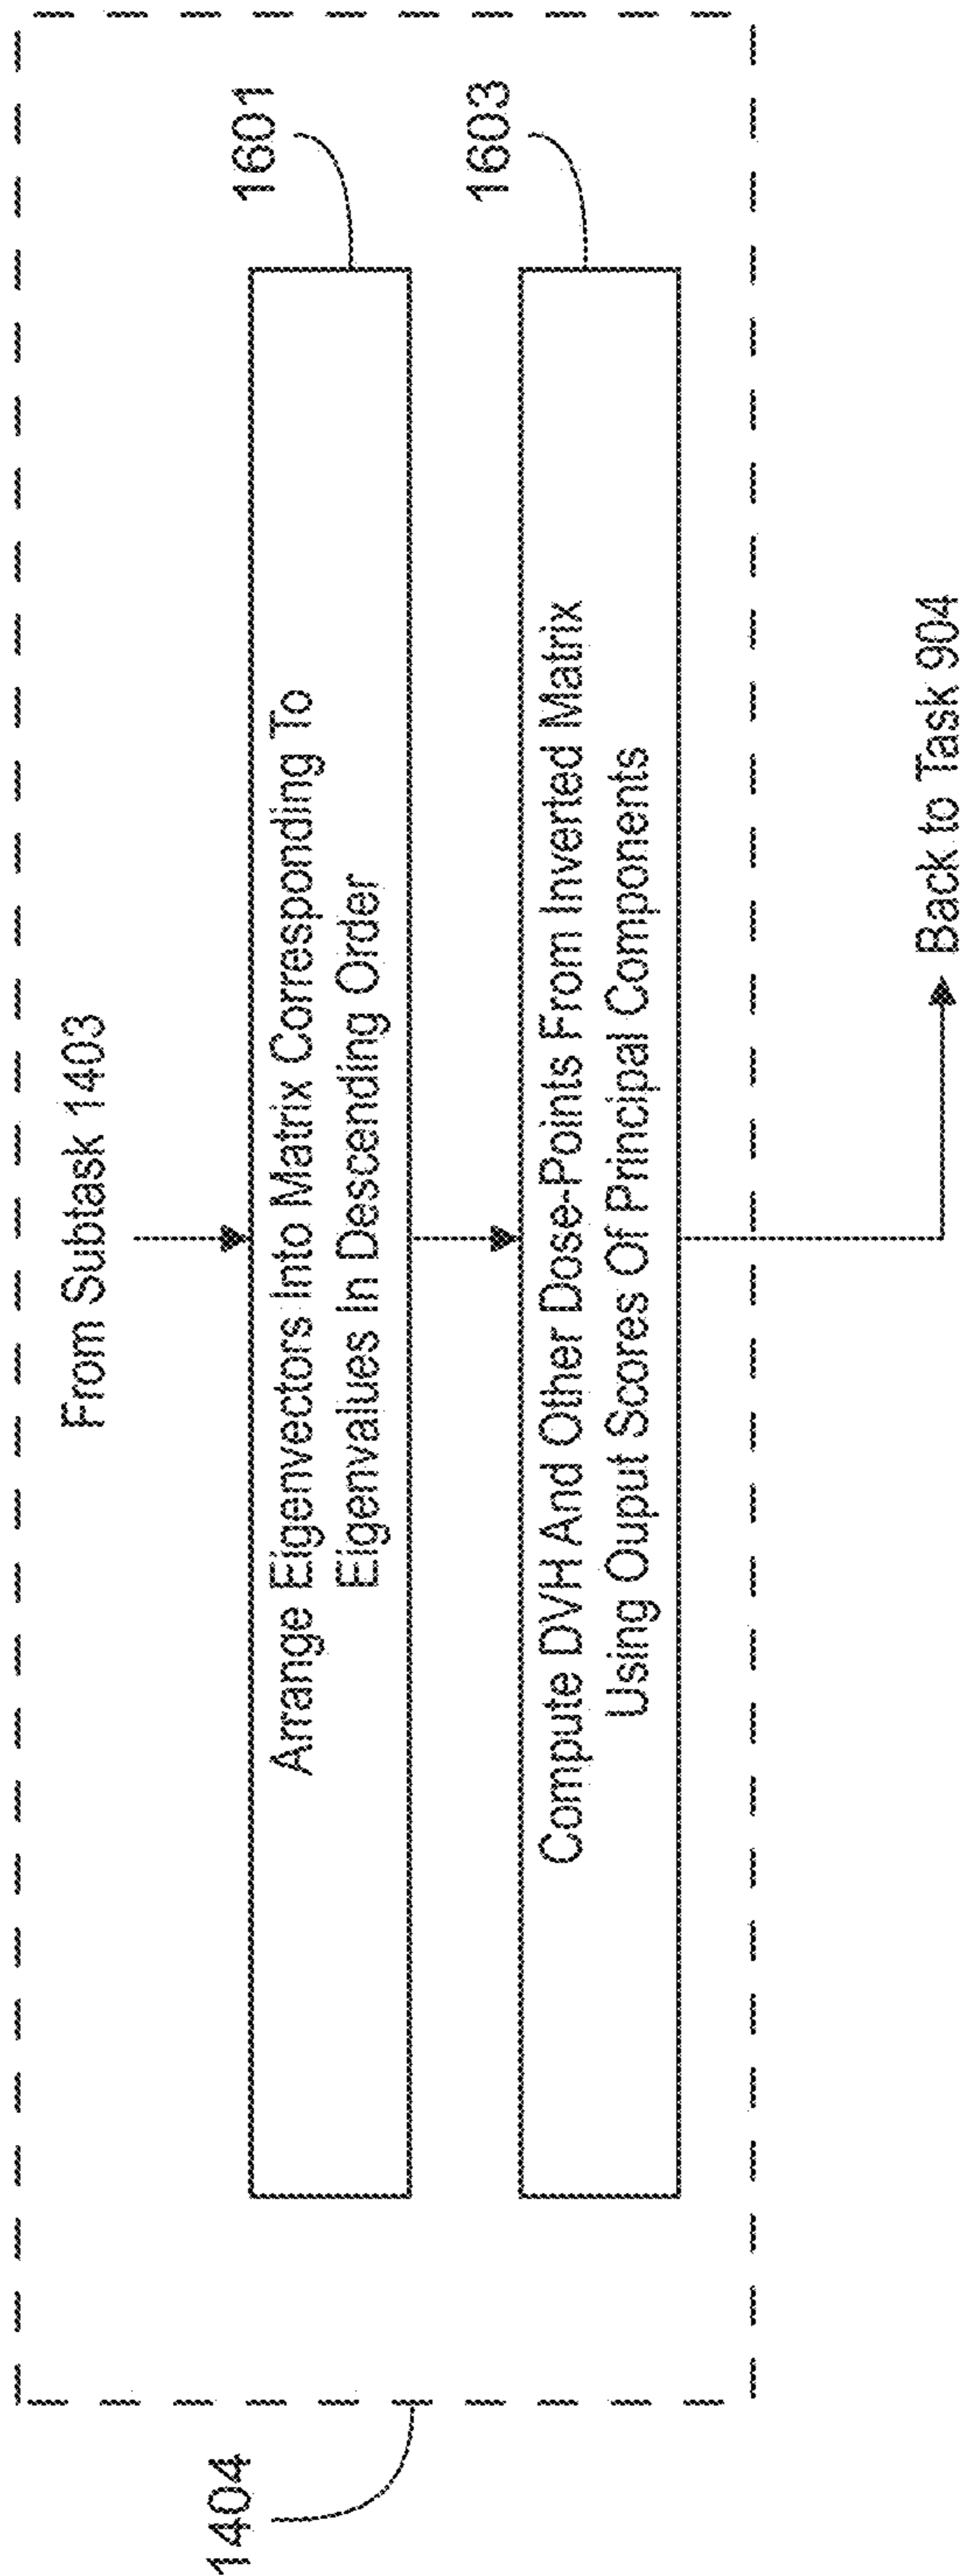 From Subtask 1403
1601
Arrange Eigenvectors Into Matrix Corresponding To
Eigenvalues In Descending Order
1603
Compute DVH And Other Dose-Points From Inverted Matrix
Using Ouput Scores Of Principal Components
1404
Back to Task 904